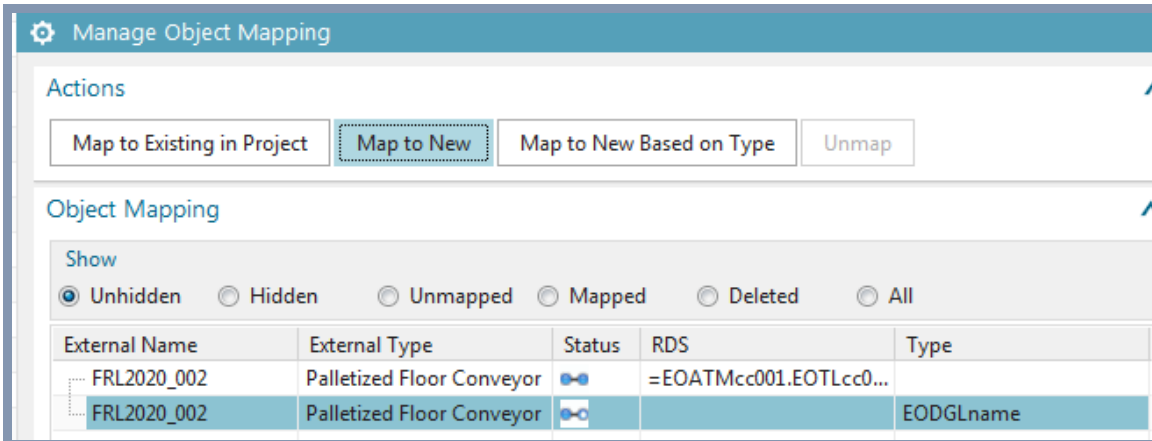 Manage Object Mapping
Actions
Map to Existing in Project Map to New Map to New Based on Type Unmap
Object Mapping
Show
Unhidden Hidden Unmapped Mapped Deleted All
External Name External Type Status RDS Type
FRL2020_002 Palletized Floor Conveyor =EOATMcc001.EOTLcc0...
FRL2020_002 Palletized Floor Conveyor EODGLname